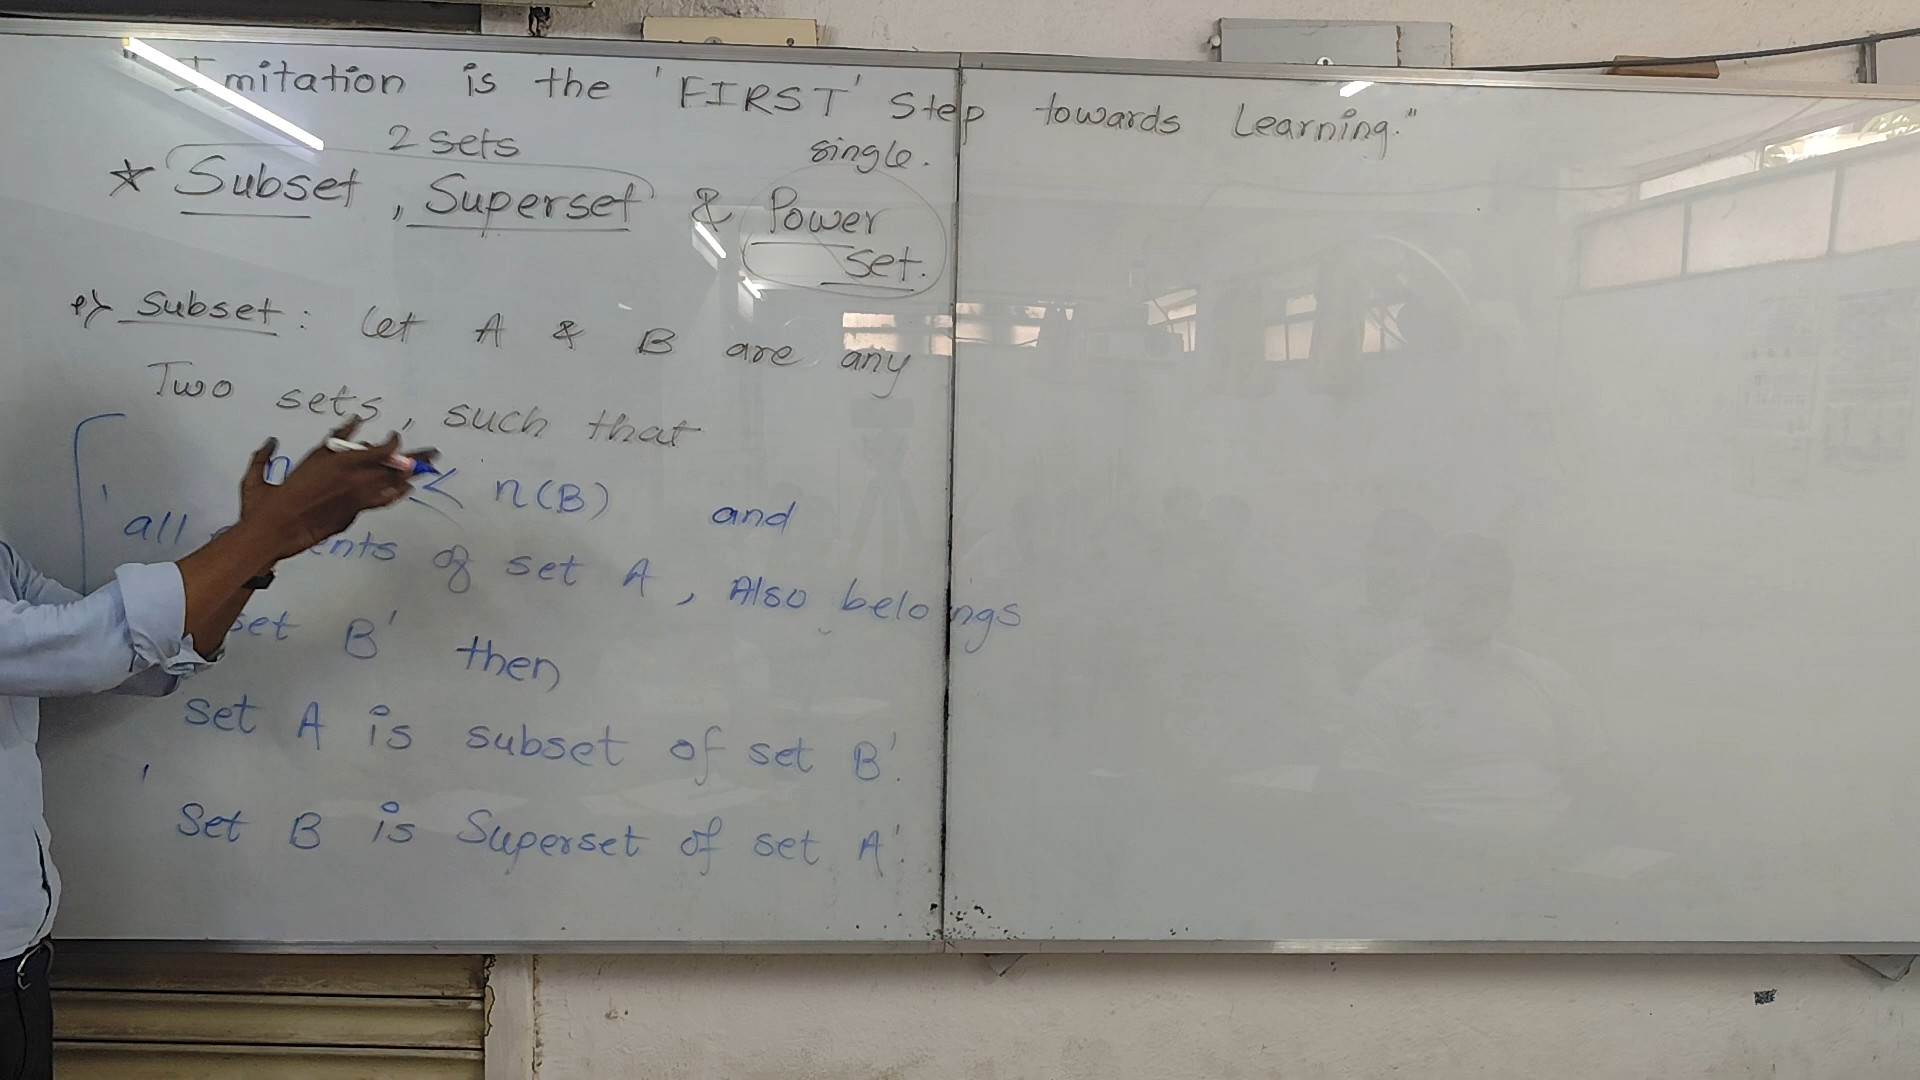 " Imitation is the 'FIRST' Step towards Learning."
2 sets single.
* Subset, Superset & Power
set.
Subset: Let A & B are any
Two sets, such that
n < n(B) and
'all of set A, Also belongs
set B' then
'set A is subset of set B'.
'Set B is Superset of set A'.